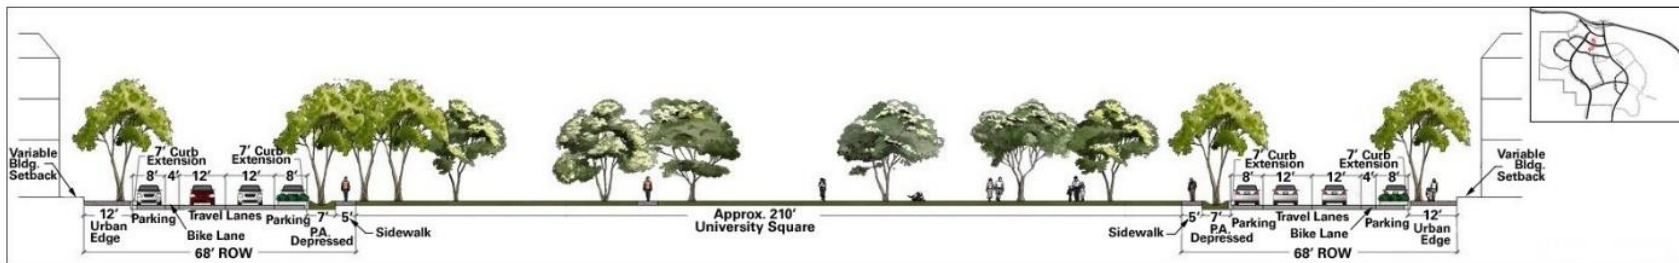 Variable
Bldg.
Setback
7' Curb
Extension
7' Curb
Extension
8' 4' 12' 12' 8'
12'
Urban
Edge
Parking
Travel Lanes
Bike Lane
Parking
7'
P.A.
Depressed
5'
Sidewalk
68' ROW
Approx. 210'
University Square
7' Curb
Extension
7' Curb
Extension
8' 12' 12' 4' 8'
Sidewalk
5'
7'
P.A.
Depressed
Parking
Travel Lanes
Bike Lane
Parking
12'
Urban
Edge
68' ROW
Variable
Bldg.
Setback